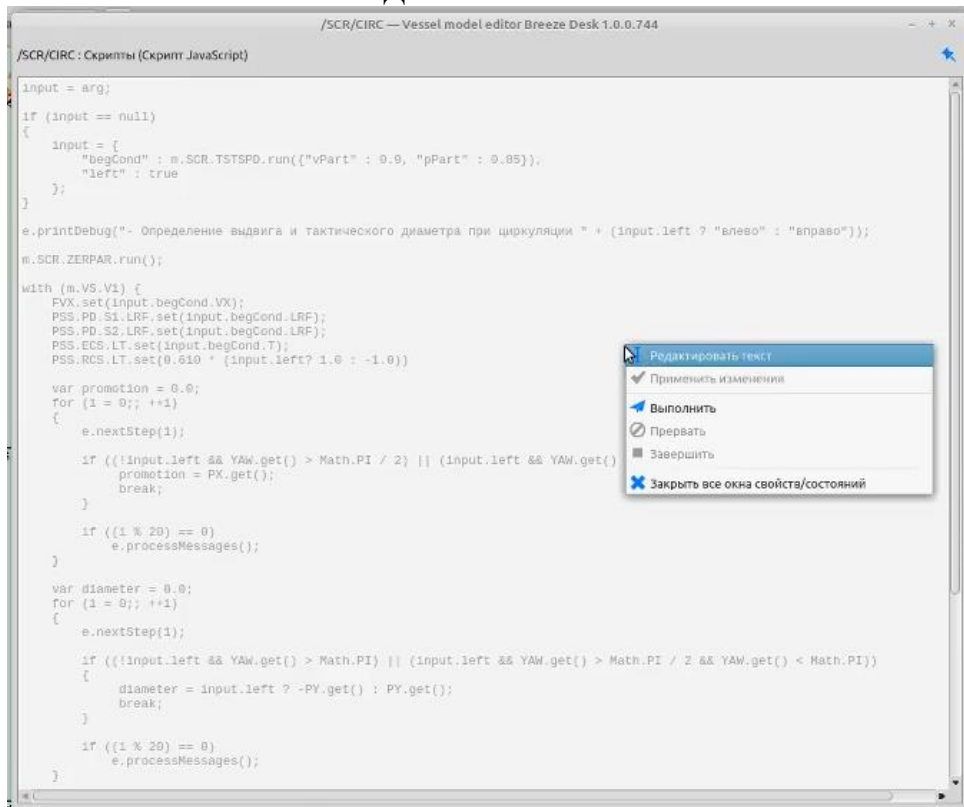 /SCR/CIRC — Vessel model editor Breeze Desk 1.0.0.744
/SCR/CIRC : Скрипты (Скрипт JavaScript)
input = arg;
if (input == null)
{
input = {
"begCond" : m.SCR.TSTSPD.run({"vPart" : 0.9, "pPart" : 0.85}),
"left" : true
};
}
e.printDebug("- Определение выдвига и тактического диаметра при циркуляции " + (input.left ? "влево" : "вправо"));
m.SCR.ZERPAR.run();
with (m.VS.V1) {
FVX.set(input.begCond.VX);
PSS.PD.S1.LRF.set(input.begCond.LRF);
PSS.PD.S2.LRF.set(input.begCond.LRF);
PSS.ECS.LT.set(input.begCond.T);
PSS.RCS.LT.set(0.610 * (input.left? 1.0 : -1.0))
var promotion = 0.0;
for (i = 0;; ++i)
{
e.nextStep(1);
if ((!input.left && YAW.get() > Math.PI / 2) || (input.left && YAW.get()
promotion = PX.get();
break;
}
if ((i % 20) == 0)
e.processMessages();
}
var diameter = 0.0;
for (i = 0;; ++i)
{
e.nextStep(1);
if ((!input.left && YAW.get() > Math.PI) || (input.left && YAW.get() > Math.PI / 2 && YAW.get() < Math.PI))
{
diameter = input.left ? -PY.get() : PY.get();
break;
}
if ((i % 20) == 0)
e.processMessages();
}
Редактировать текст
Применить изменения
Выполнить
Прервать
Завершить
Закрыть все окна свойств/состояний